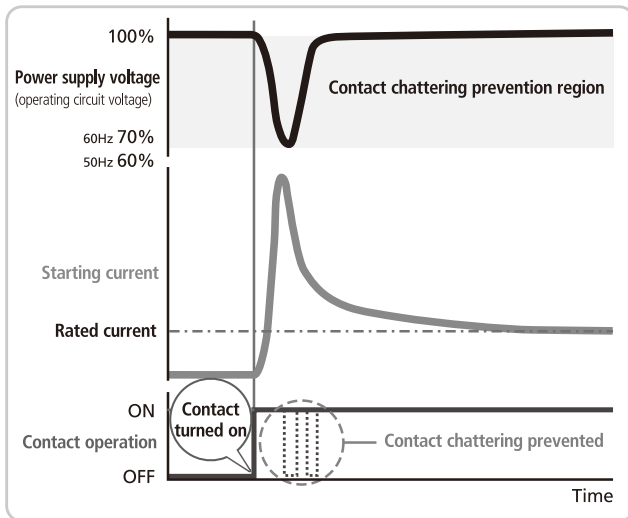 100%
Power supply voltage
(operating circuit voltage)
Contact chattering prevention region
60Hz 70%
50Hz 60%
Starting current
Rated current
ON
Contact
turned on
Contact operation
Contact chattering prevented
OFF
Time